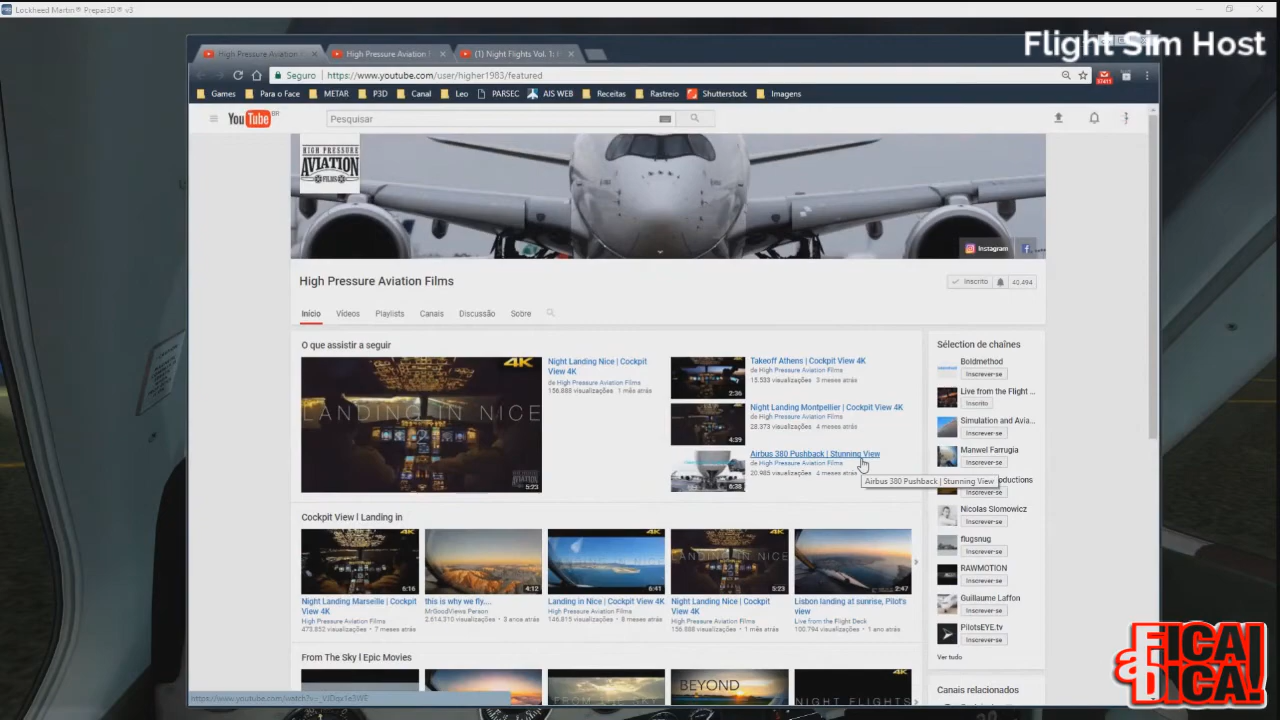 Lockheed Martin® Prepar3D® v3
Flight Sim Host
High Pressure Aviation
High Pressure Aviation F
(1) Night Flights Vol. 1
Seguro
https://www.youtube.com/user/higher1983/featured
Games
Para o Face
METAR
P3D
Canal
Leo
PARSEC
AIS WEB
Receitas
Rastreio
Shutterstock
Imagens
YouTube BR
Pesquisar
HIGH PRESSURE
AVIATION
FILMS
Instagram
High Pressure Aviation Films
Inscrito
40.494
Início
Vídeos
Playlists
Canais
Discussão
Sobre
O que assistir a seguir
4K
LANDING IN NICE
5:23
Night Landing Nice | Cockpit
View 4K
de High Pressure Aviation Films
156.888 visualizações 1 mês atrás
2:36
Takeoff Athens | Cockpit View 4K
de High Pressure Aviation Films
15.533 visualizações 3 meses atrás
4:39
Night Landing Montpellier | Cockpit View 4K
de High Pressure Aviation Films
28.373 visualizações 4 meses atrás
6:38
Airbus 380 Pushback | Stunning View
de High Pressure Aviation Films
20.985 visualizações 4 meses atrás
Airbus 380 Pushback | Stunning View
Cockpit View l Landing in
4K
6:16
Night Landing Marseille | Cockpit
View 4K
High Pressure Aviation Films
473.852 visualizações • 7 meses atrás
4:12
this is why we fly....
MrGoodViews Person
2.614.310 visualizações • 3 anos atrás
6:41
Landing in Nice | Cockpit View 4K
High Pressure Aviation Films
146.815 visualizações • 8 meses atrás
4K
LANDING IN NICE
5:23
Night Landing Nice | Cockpit
View 4K
High Pressure Aviation Films
156.888 visualizações • 1 mês atrás
2:47
Lisbon landing at sunrise, Pilot's
view
Live from the Flight Deck
100.794 visualizações • 1 ano atrás
From The Sky l Epic Movies
FROM THE SKY
BEYOND
4K
NIGHT FLIGHTS
Sélection de chaînes
Boldmethod
Inscrever-se
Live from the Flight ...
Inscrito
Simulation and Avia...
Inscrever-se
Manwel Farrugia
Inscrever-se
Inscrever-se
Nicolas Slomowicz
Inscrever-se
flugsnug
Inscrever-se
RAWMOTION
Inscrever-se
Guillaume Laffon
Inscrever-se
PilotsEYE.tv
Inscrever-se
Ver tudo
Canais relacionados
FICA!
a
DICA!